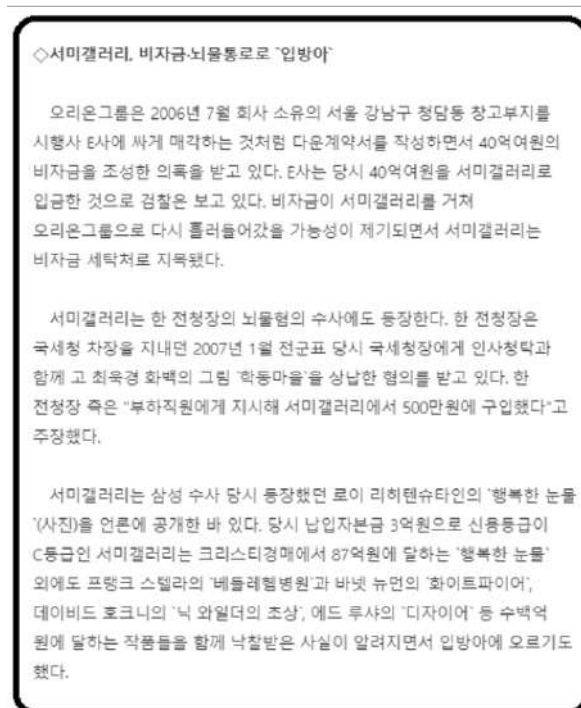 ◇서미갤러리, 비자금·뇌물통로로 `입방아`
오리온그룹은 2006년 7월 회사 소유의 서울 강남구 청담동 창고부지를
시행사 E사에 싸게 매각하는 것처럼 다운계약서를 작성하면서 40억여원의
비자금을 조성한 의혹을 받고 있다. E사는 당시 40억여원을 서미갤러리로
입금한 것으로 검찰은 보고 있다. 비자금이 서미갤러리를 거쳐
오리온그룹으로 다시 흘러들어갔을 가능성이 제기되면서 서미갤러리는
비자금 세탁처로 지목됐다.
서미갤러리는 한 전청장의 뇌물혐의 수사에도 등장한다. 한 전청장은
국세청 차장을 지내던 2007년 1월 전군표 당시 국세청장에게 인사청탁과
함께 고 최욱경 화백의 그림 `학동마을`을 상납한 혐의를 받고 있다. 한
전청장 측은 "부하직원에게 지시해 서미갤러리에서 500만원에 구입했다"고
주장했다.
서미갤러리는 삼성 수사 당시 등장했던 로이 리히텐슈타인의 `행복한 눈물
`(사진)을 언론에 공개한 바 있다. 당시 납입자본금 3억원으로 신용등급이
C등급인 서미갤러리는 크리스티경매에서 87억원에 달하는 `행복한 눈물`
외에도 프랭크 스텔라의 `베들레헴병원`과 바넷 뉴먼의 `화이트파이어`,
데이비드 호크니의 `닉 와일더의 초상`, 에드 루샤의 `디자이어` 등 수백억
원에 달하는 작품들을 함께 낙찰받은 사실이 알려지면서 입방아에 오르기도
했다.